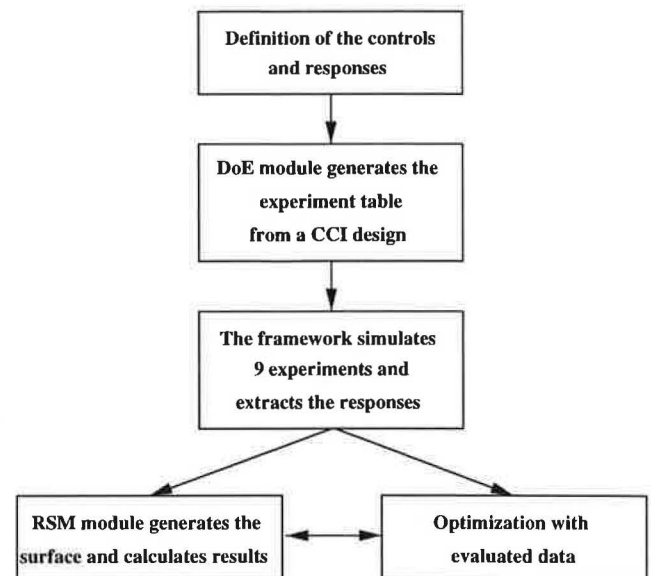 Definition of the controls
and responses
DoE module generates the
experiment table
from a CCI design
The framework simulates
9 experiments and
extracts the responses
RSM module generates the
surface and calculates results
Optimization with
evaluated data